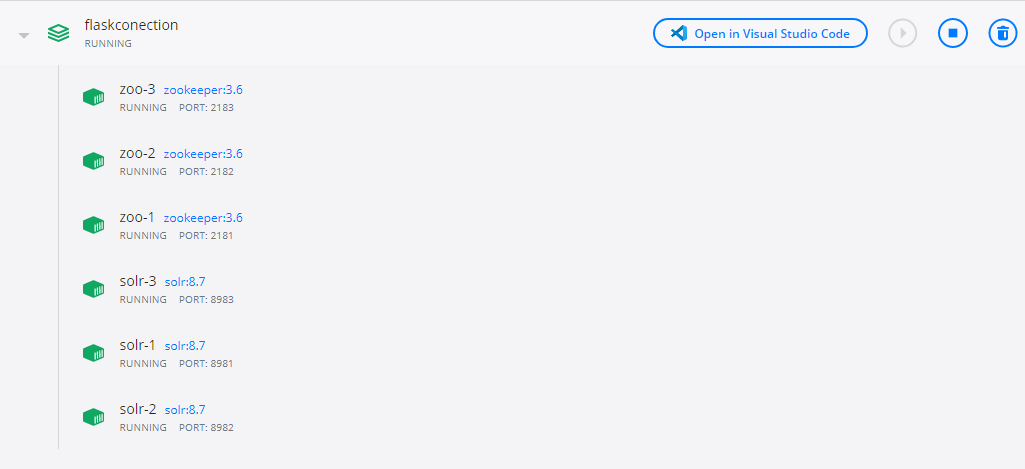 flaskconection
RUNNING
Open in Visual Studio Code
zoo-3 zookeeper:3.6
RUNNING PORT: 2183
zoo-2 zookeeper:3.6
RUNNING PORT: 2182
zoo-1 zookeeper:3.6
RUNNING PORT: 2181
solr-3 solr:8.7
RUNNING PORT: 8983
solr-1 solr:8.7
RUNNING PORT: 8981
solr-2 solr:8.7
RUNNING PORT: 8982